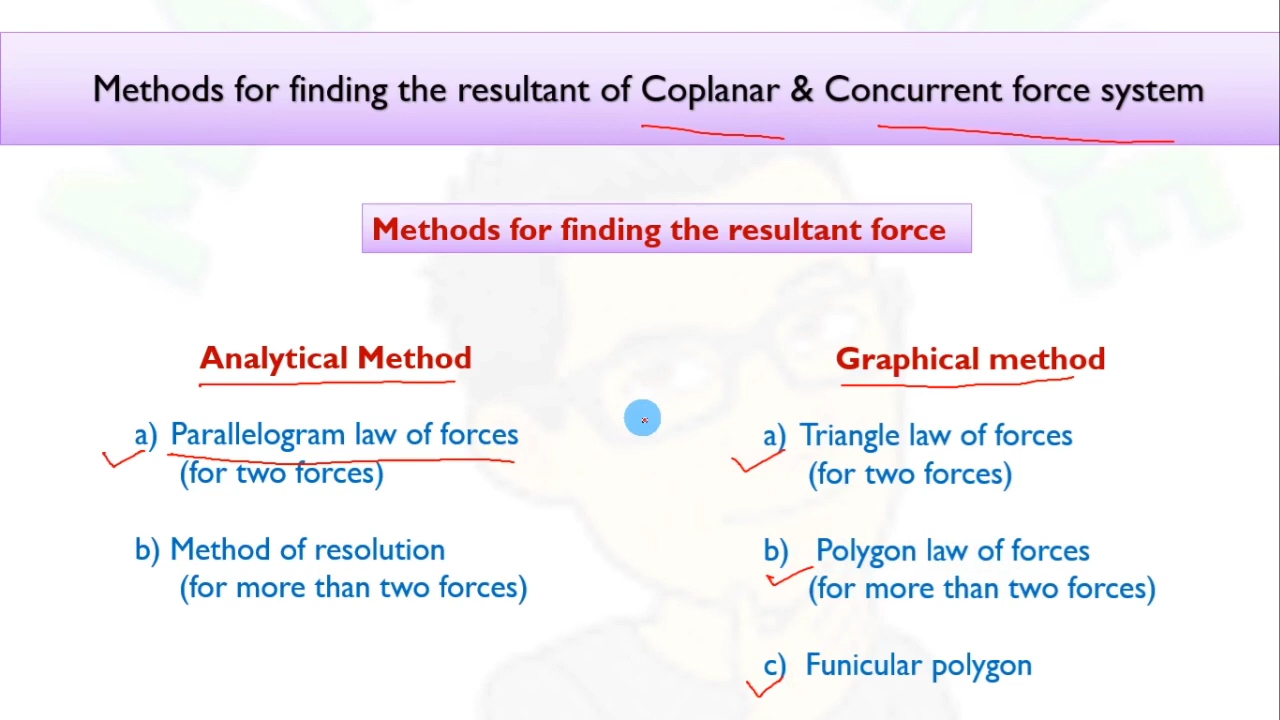 Methods for finding the resultant of Coplanar & Concurrent force system
Methods for finding the resultant force
Analytical Method
a) Parallelogram law of forces
(for two forces)
b) Method of resolution
(for more than two forces)
Graphical method
a) Triangle law of forces
(for two forces)
b) Polygon law of forces
(for more than two forces)
c) Funicular polygon